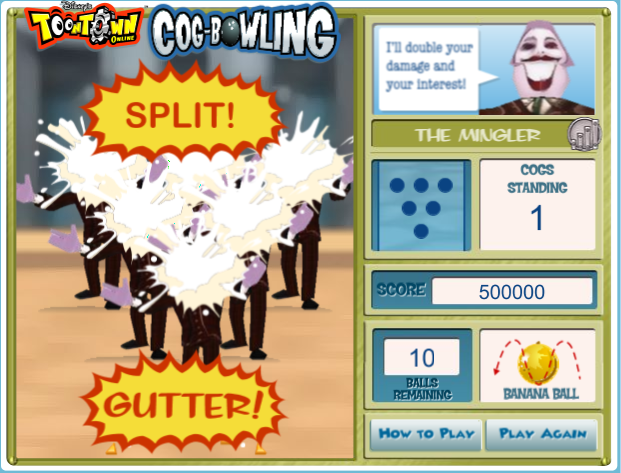 Disney's
TOONTOWN
ONLINE
COG-BOWLING
SPLIT!
GUTTER!
I'll double your
damage and
your interest!
THE MINGLER
COGS
STANDING
1
SCORE 500000
10
BALLS
REMAINING
BANANA BALL
HOW TO PLAY PLAY AGAIN